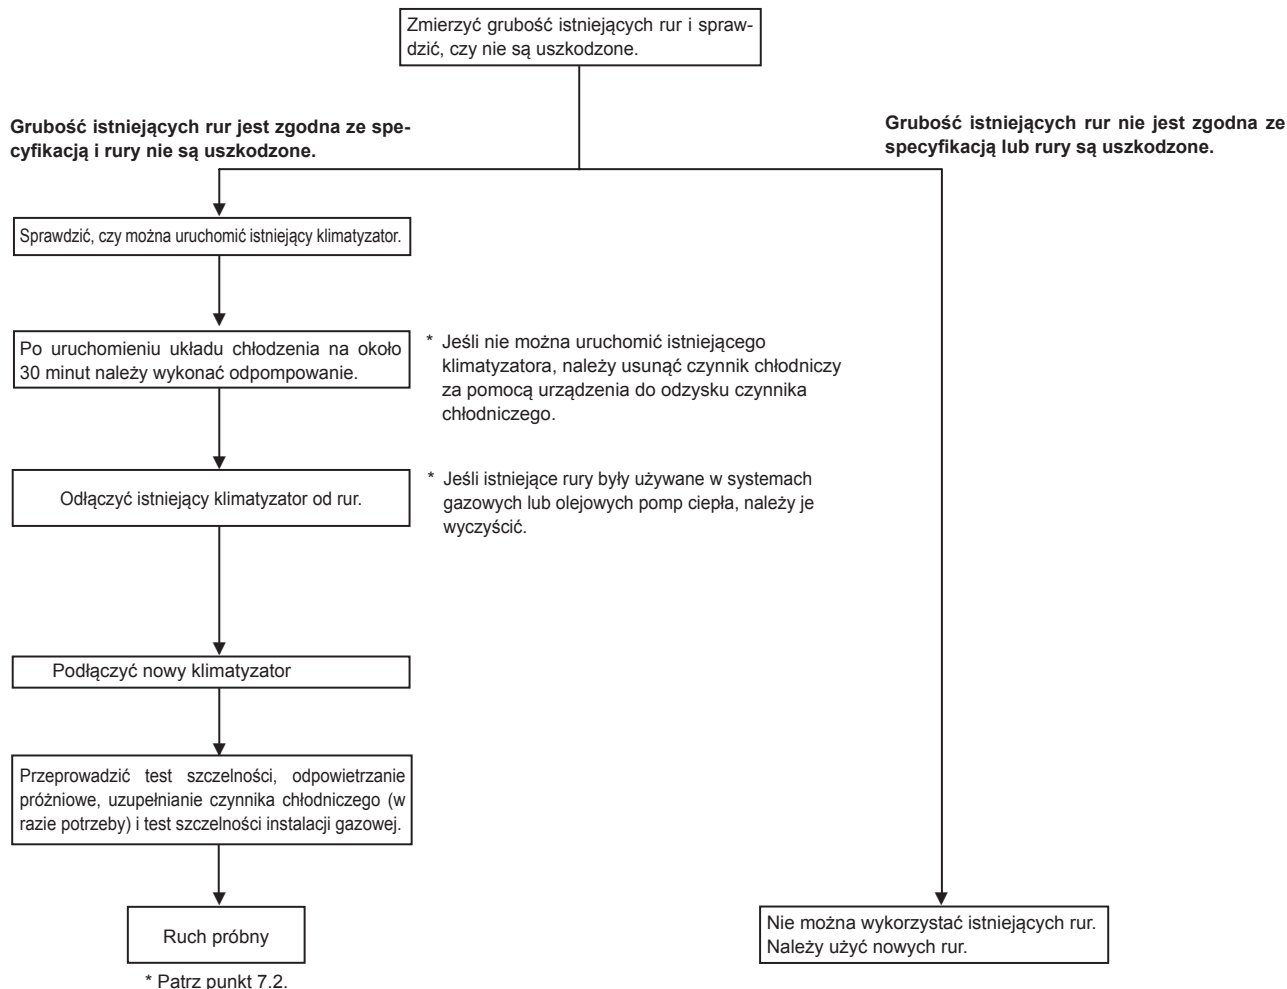 Zmierzyć grubość istniejących rur i spraw-
dzić, czy nie są uszkodzone.
Grubość istniejących rur jest zgodna ze spe-
cyfikacją i rury nie są uszkodzone.
Grubość istniejących rur nie jest zgodna ze
specyfikacją lub rury są uszkodzone.
Sprawdzić, czy można uruchomić istniejący klimatyzator.
Po uruchomieniu układu chłodzenia na około
30 minut należy wykonać odpompowanie.
* Jeśli nie można uruchomić istniejącego
klimatyzatora, należy usunąć czynnik chłodniczy
za pomocą urządzenia do odzysku czynnika
chłodniczego.
Odłączyć istniejący klimatyzator od rur.
* Jeśli istniejące rury były używane w systemach
gazowych lub olejowych pomp ciepła, należy je
wyczyścić.
Podłączyć nowy klimatyzator
Przeprowadzić test szczelności, odpowietrzanie
próżniowe, uzupełnianie czynnika chłodniczego (w
razie potrzeby) i test szczelności instalacji gazowej.
Ruch próbny
* Patrz punkt 7.2.
Nie można wykorzystać istniejących rur.
Należy użyć nowych rur.